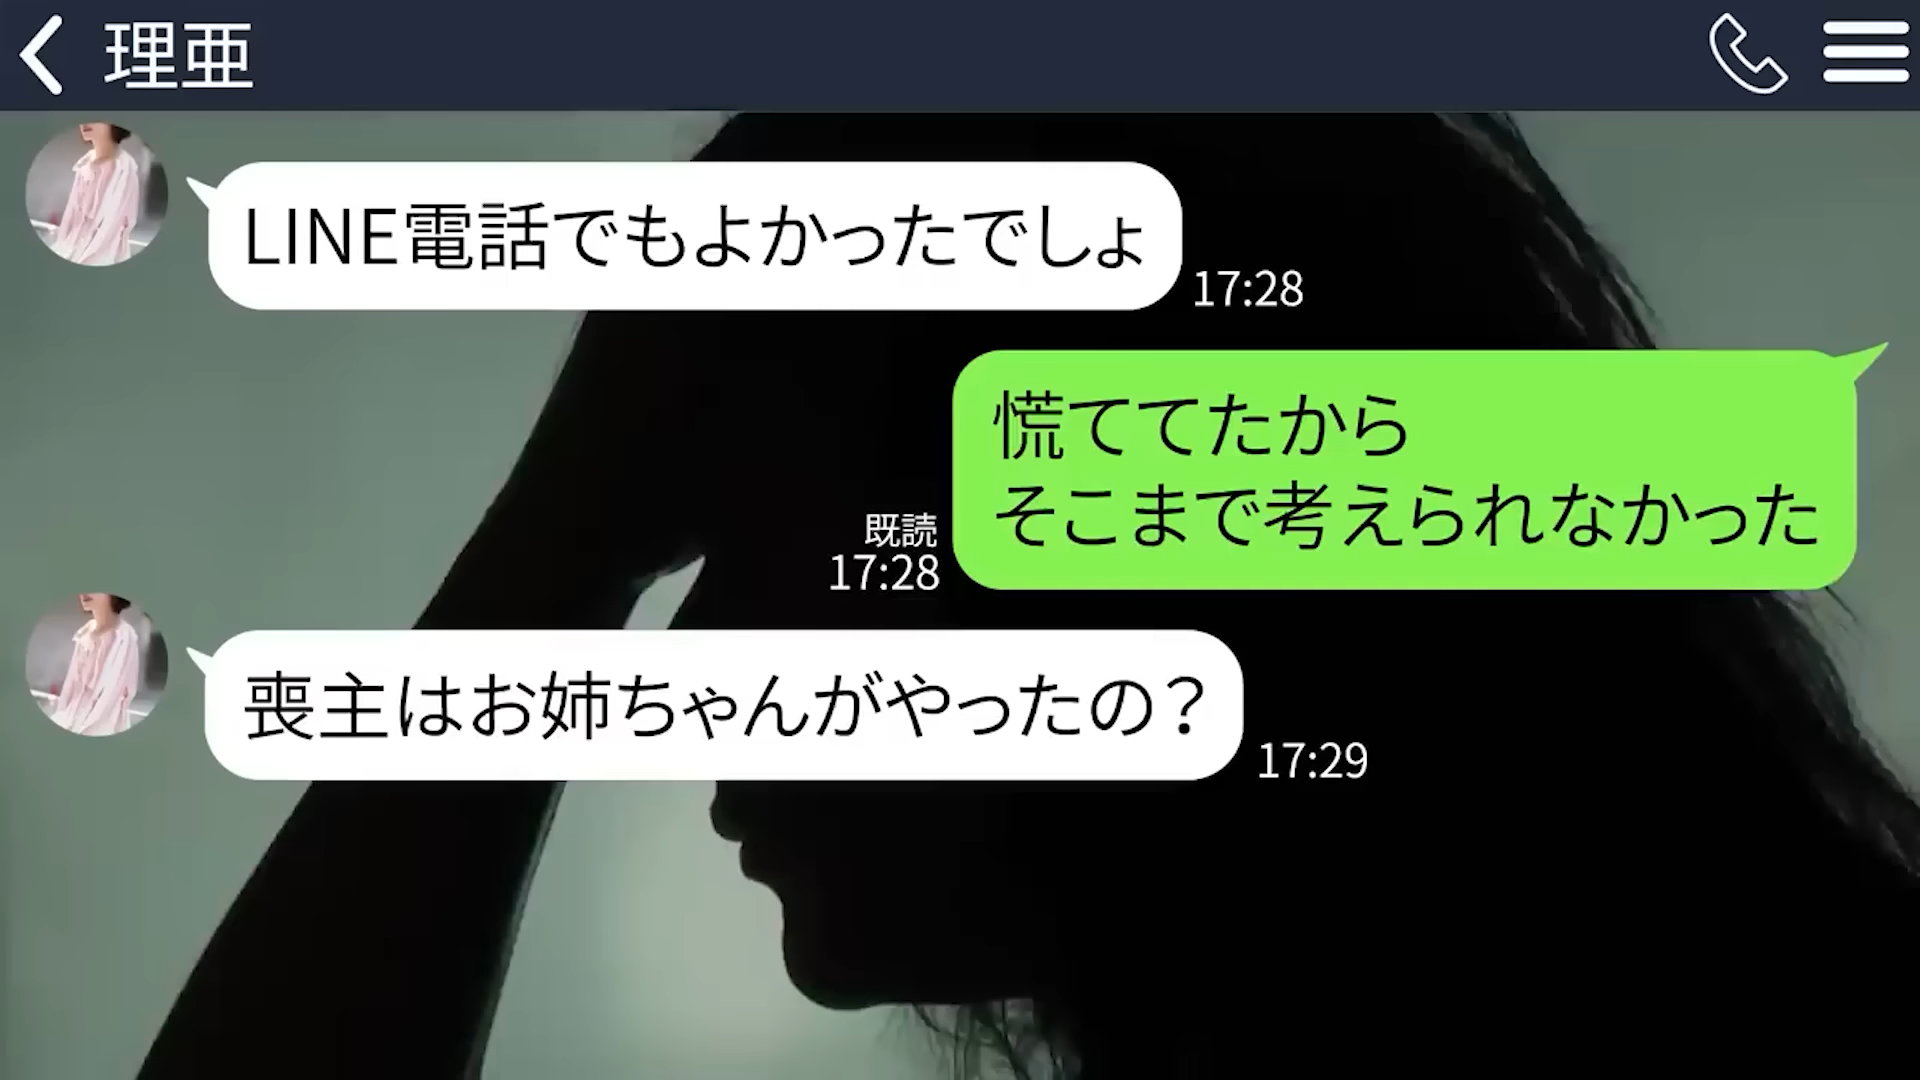 理亜
LINE電話でもよかったでしょ
17:28
慌ててたから
そこまで考えられなかった
既読
17:28
喪主はお姉ちゃんがやったの？
17:29